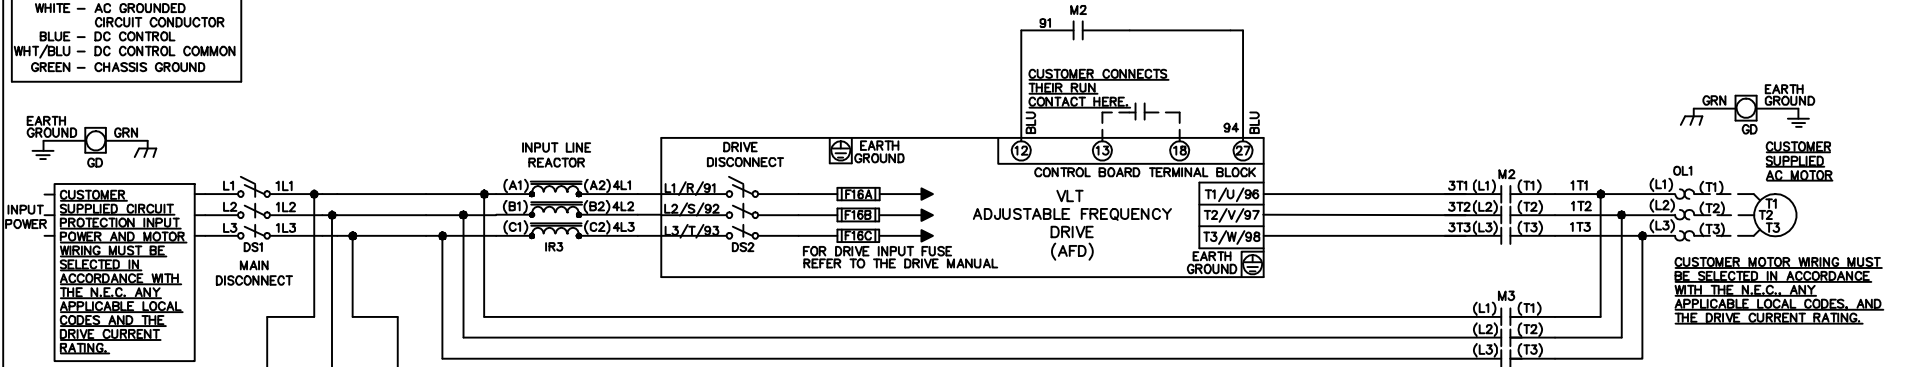 WHITE – AC GROUNDED
CIRCUIT CONDUCTOR
BLUE – DC CONTROL
WHT/BLU – DC CONTROL COMMON
GREEN – CHASSIS GROUND
EARTH
GROUND
GRN
GD
INPUT
POWER
CUSTOMER
SUPPLIED CIRCUIT
PROTECTION INPUT
POWER AND MOTOR
WIRING MUST BE
SELECTED IN
ACCORDANCE WITH
THE N.E.C. ANY
APPLICABLE LOCAL
CODES AND THE
DRIVE CURRENT
RATING.
L1 1L1
L2 1L2
L3 1L3
DS1
MAIN
DISCONNECT
INPUT LINE
REACTOR
(A1) (A2) 4L1
(B1) (B2) 4L2
(C1) (C2) 4L3
IR3
L1/R/91
L2/S/92
L3/T/93
DRIVE
DISCONNECT
DS2
EARTH
GROUND
F16A
F16B
F16C
FOR DRIVE INPUT FUSE
REFER TO THE DRIVE MANUAL
91
M2
CUSTOMER CONNECTS
THEIR RUN
CONTACT HERE.
BLU
94
BLU
12 13 18 27
CONTROL BOARD TERMINAL BLOCK
VLT
ADJUSTABLE FREQUENCY
DRIVE
(AFD)
T1/U/96
T2/V/97
T3/W/98
EARTH
GROUND
M2
3T1 (L1) (T1) 1T1
3T2 (L2) (T2) 1T2
3T3 (L3) (T3) 1T3
M3
(L1) (T1)
(L2) (T2)
(L3) (T3)
OL1
(L1) (T1)
(L2) (T2)
(L3) (T3)
T1
T2
T3
GRN
EARTH
GROUND
GD
CUSTOMER
SUPPLIED
AC MOTOR
CUSTOMER MOTOR WIRING MUST
BE SELECTED IN ACCORDANCE
WITH THE N.E.C., ANY
APPLICABLE LOCAL CODES, AND
THE DRIVE CURRENT RATING.